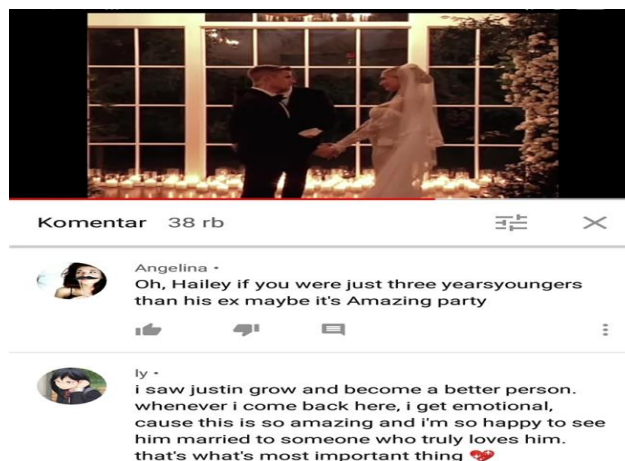 Komentar 38 rb
Angelina •
Oh, Hailey if you were just three yearsyoungers
than his ex maybe it's Amazing party
ly •
i saw justin grow and become a better person.
whenever i come back here, i get emotional,
cause this is so amazing and i'm so happy to see
him married to someone who truly loves him.
that's what's most important thing 💖